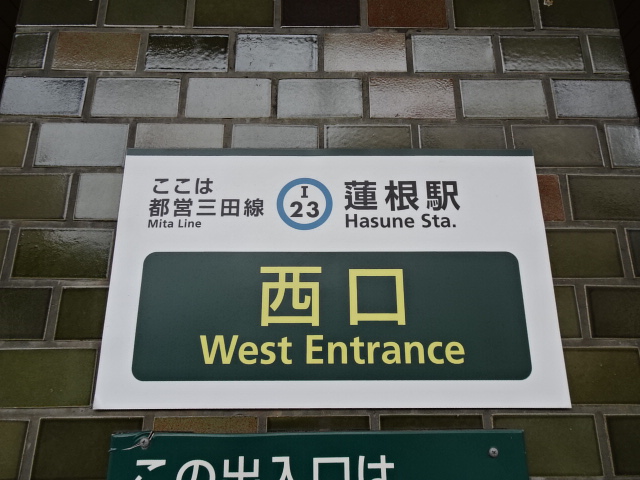 ここは
都営三田線
Mita Line
I
23
蓮根駅
Hasune Sta.
西口
West Entrance
この出入口は